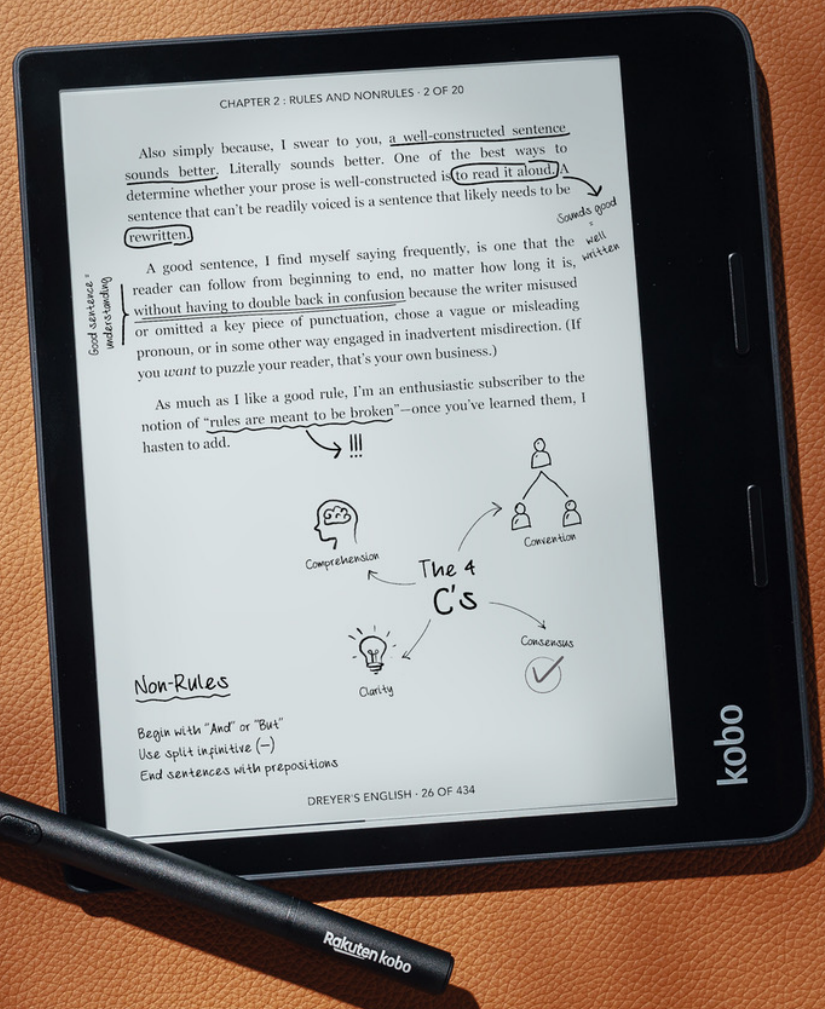 CHAPTER 2 : RULES AND NONRULES · 2 OF 20
Also simply because, I swear to you, a well-constructed sentence
sounds better. Literally sounds better. One of the best ways to
determine whether your prose is well-constructed is to read it aloud. A
sentence that can't be readily voiced is a sentence that likely needs to be
rewritten.
Sounds good
=
well
written
A good sentence, I find myself saying frequently, is one that the
reader can follow from beginning to end, no matter how long it is,
without having to double back in confusion because the writer misused
or omitted a key piece of punctuation, chose a vague or misleading
pronoun, or in some other way engaged in inadvertent misdirection. (If
you want to puzzle your reader, that's your own business.)
Good sentence =
understanding
As much as I like a good rule, I'm an enthusiastic subscriber to the
notion of “rules are meant to be broken”—once you've learned them, I
hasten to add.
!!!
The 4
C's
Comprehension
Convention
Clarity
Consensus
Non-Rules
Begin with "And" or "But"
Use split infinitive (—)
End sentences with prepositions
DREYER'S ENGLISH · 26 OF 434
kobo
Rakuten kobo